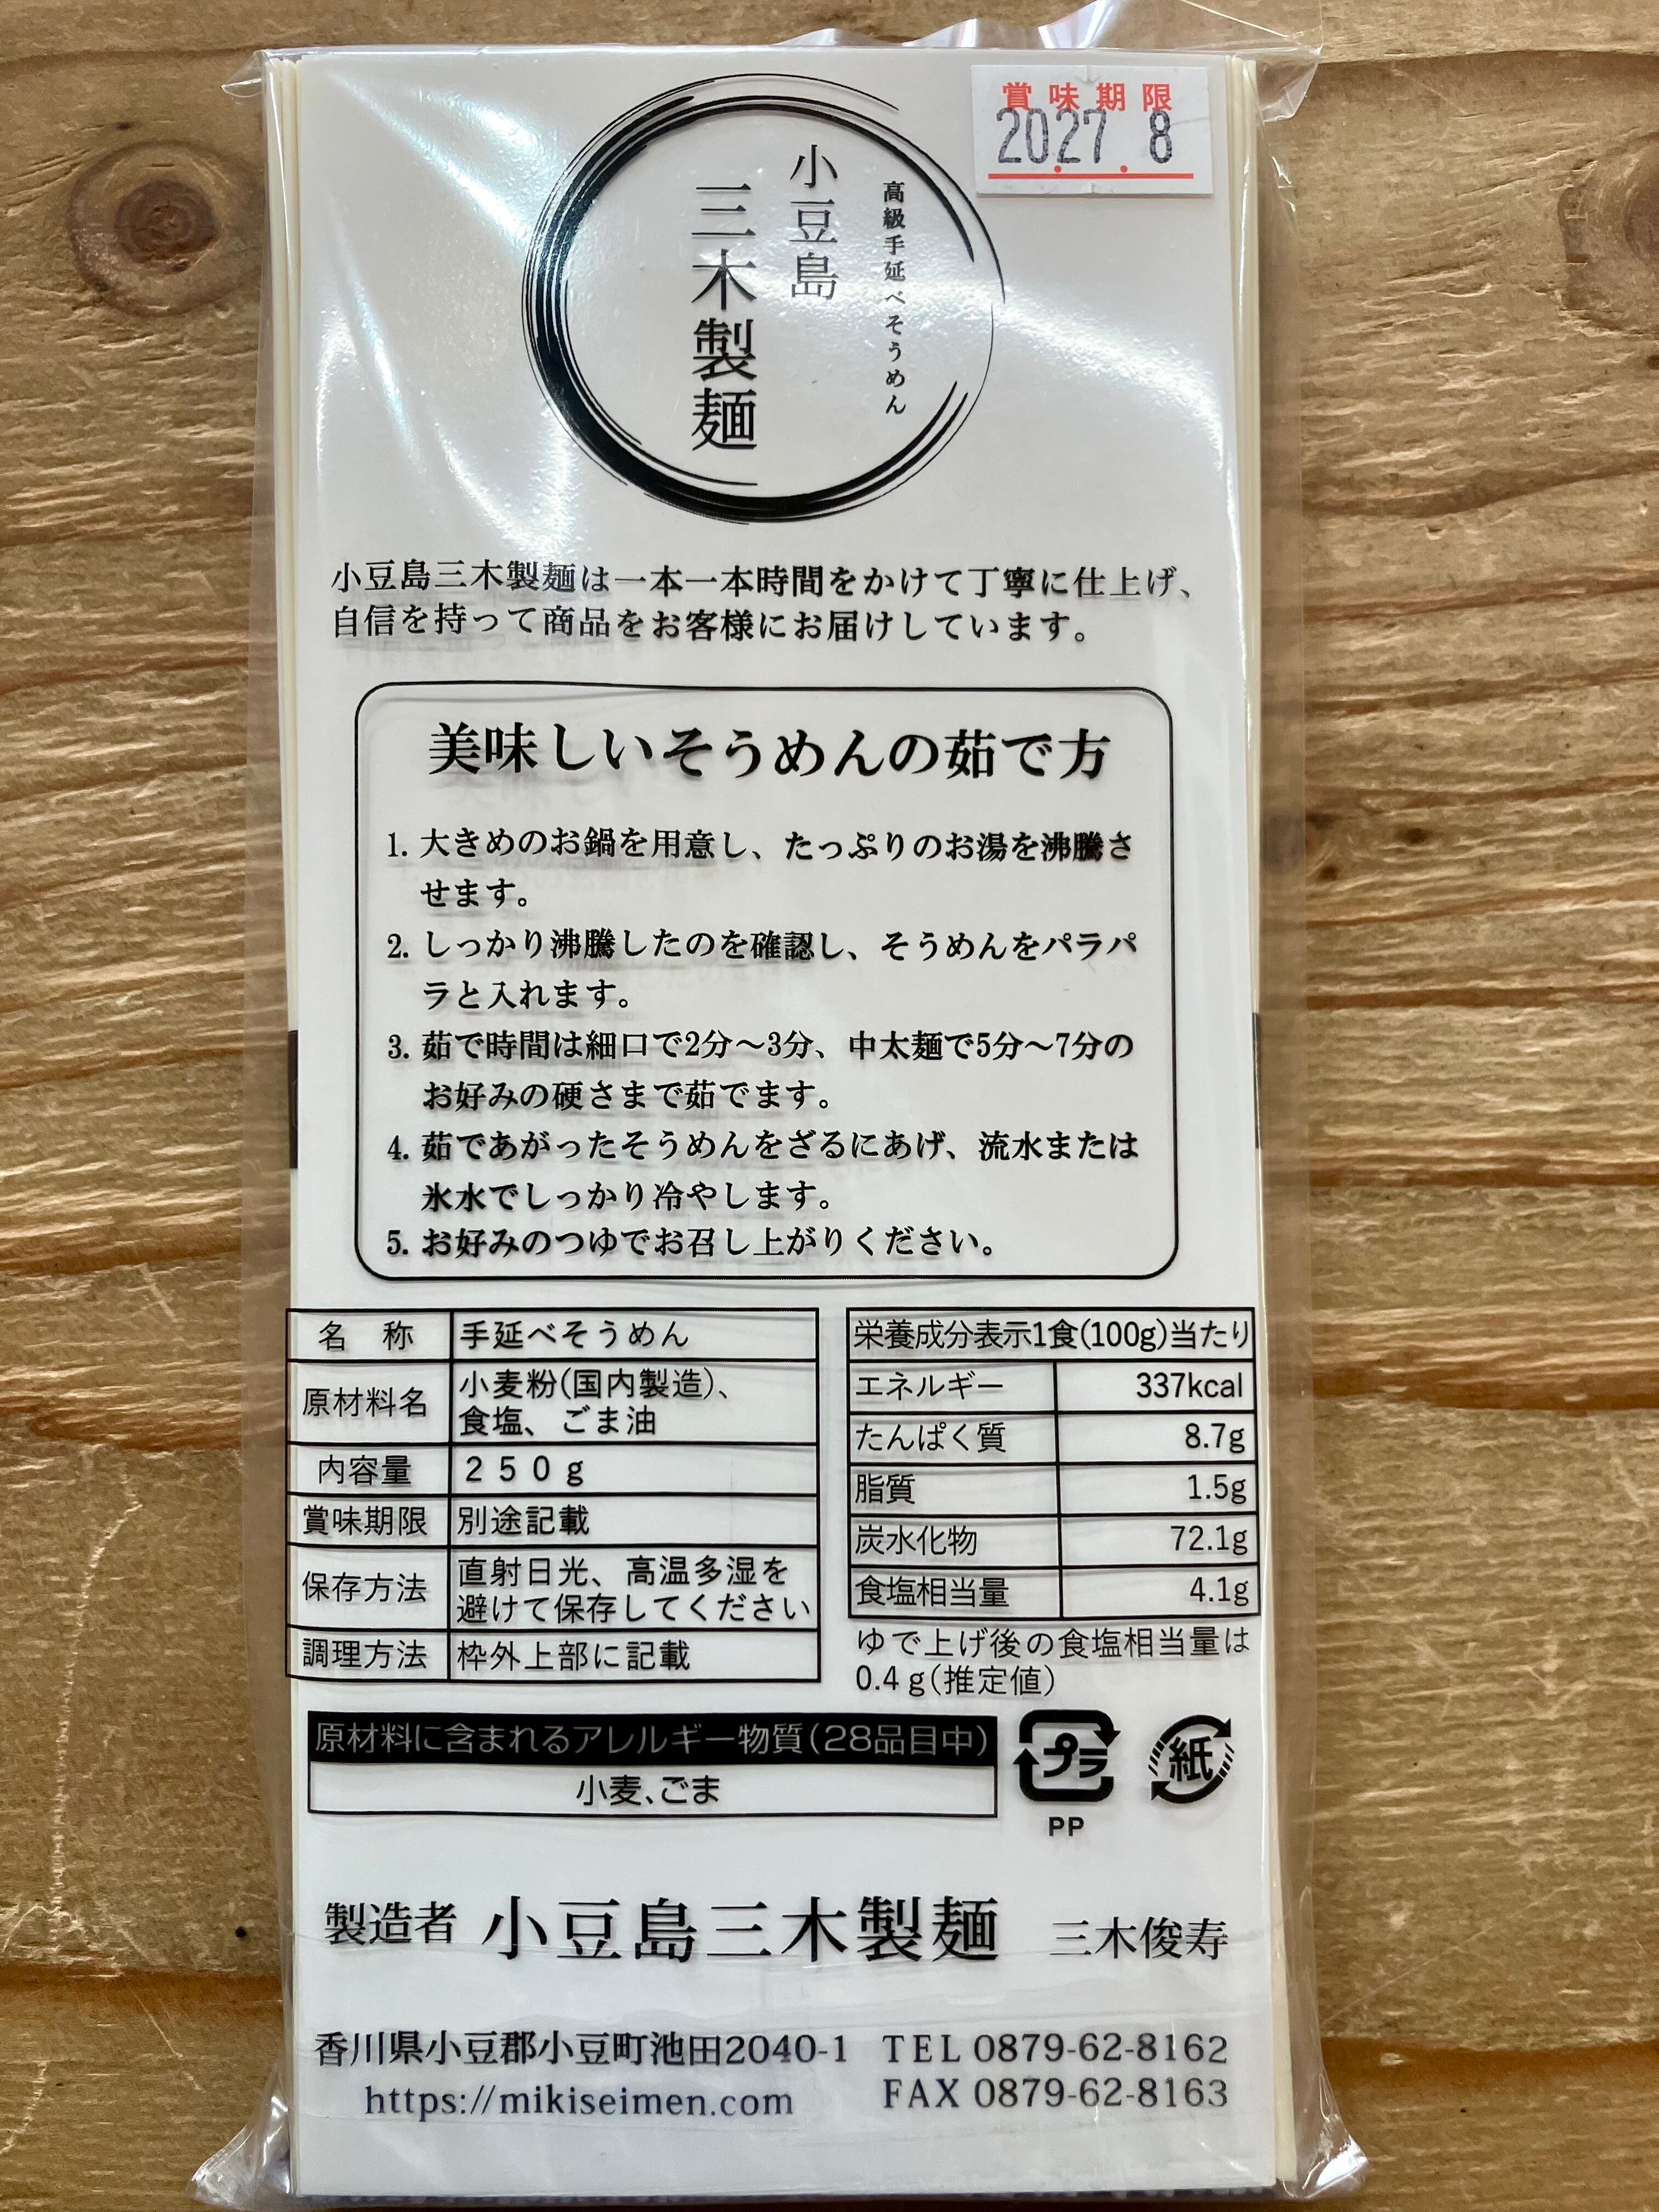 賞味期限
2027.8
高級手延べそうめん
小豆島
三木製麺
小豆島三木製麺は一本一本時間をかけて丁寧に仕上げ、
自信を持って商品をお客様にお届けしています。
美味しいそうめんの茹で方
1. 大きめのお鍋を用意し、たっぷりのお湯を沸騰さ
せます。
2. しっかり沸騰したのを確認し、そうめんをパラパ
ラと入れます。
3. 茹で時間は細口で2分～3分、中太麺で5分～7分の
お好みの硬さまで茹でます。
4. 茹であがったそうめんをざるにあげ、流水または
氷水でしっかり冷やします。
5. お好みのつゆでお召し上がりください。
名 称 手延べそうめん
原材料名 小麦粉(国内製造)、
食塩、ごま油
内容量 250g
賞味期限 別途記載
保存方法 直射日光、高温多湿を
避けて保存してください
調理方法 枠外上部に記載
栄養成分表示1食(100g)当たり
エネルギー 337kcal
たんぱく質 8.7g
脂質 1.5g
炭水化物 72.1g
食塩相当量 4.1g
ゆで上げ後の食塩相当量は
0.4g(推定値)
原材料に含まれるアレルギー物質(28品目中)
小麦、ごま
プラ
PP
紙
製造者 小豆島三木製麺 三木俊寿
香川県小豆郡小豆町池田2040-1 TEL 0879-62-8162
https://mikiseimen.com FAX 0879-62-8163